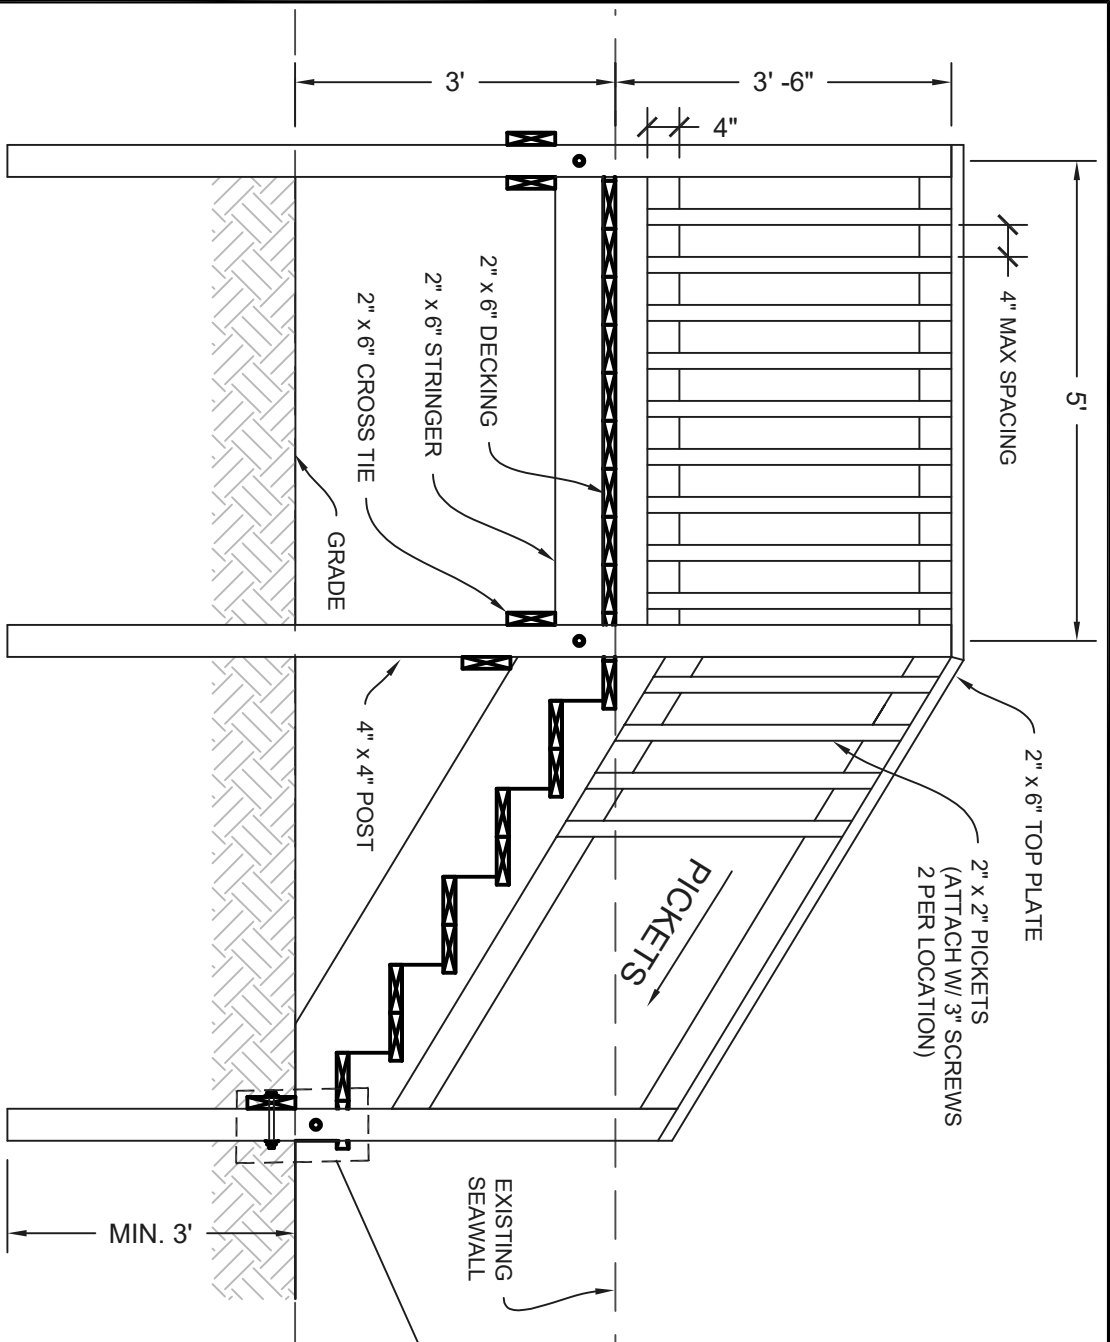 3'
3' -6"
4"
5'
4" MAX SPACING
2" x 6" DECKING
2" x 6" STRINGER
2" x 6" CROSS TIE
GRADE
4" x 4" POST
2" x 6" TOP PLATE
2" x 2" PICKETS
(ATTACH W/ 3" SCREWS
2 PER LOCATION)
PICKETS
EXISTING
SEAWALL
MIN. 3'